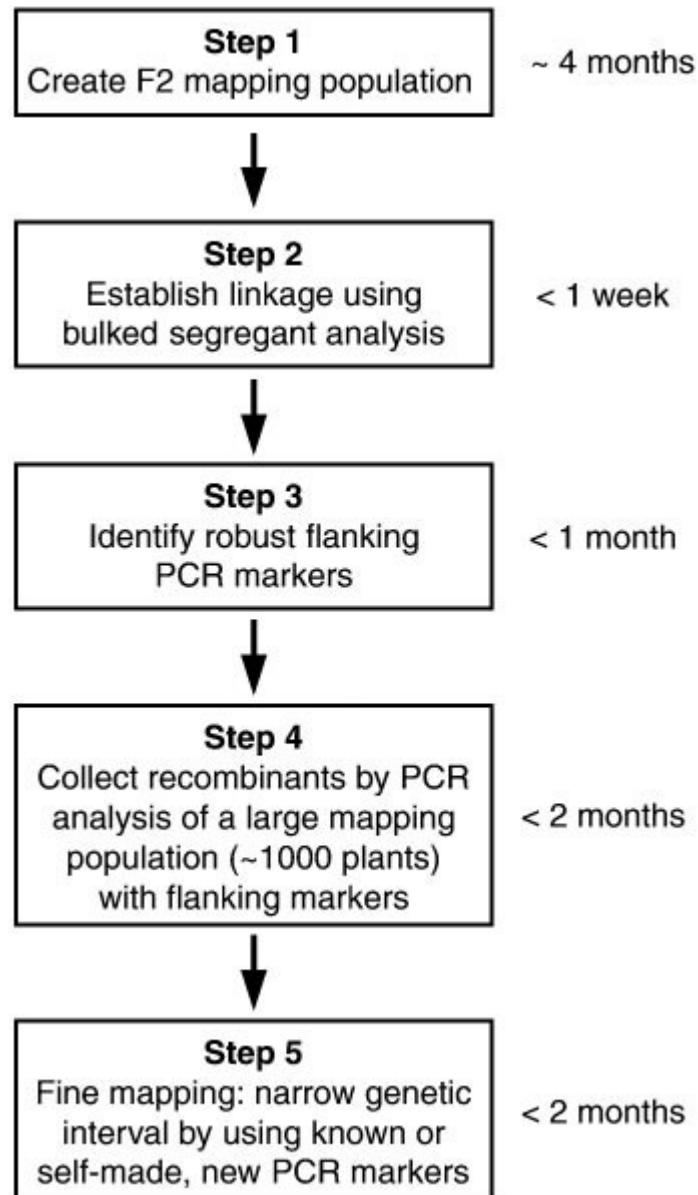 Step 1
Create F2 mapping population
~ 4 months
Step 2
Establish linkage using
bulked segregant analysis
< 1 week
Step 3
Identify robust flanking
PCR markers
< 1 month
Step 4
Collect recombinants by PCR
analysis of a large mapping
population (~1000 plants)
with flanking markers
< 2 months
Step 5
Fine mapping: narrow genetic
interval by using known or
self-made, new PCR markers
< 2 months